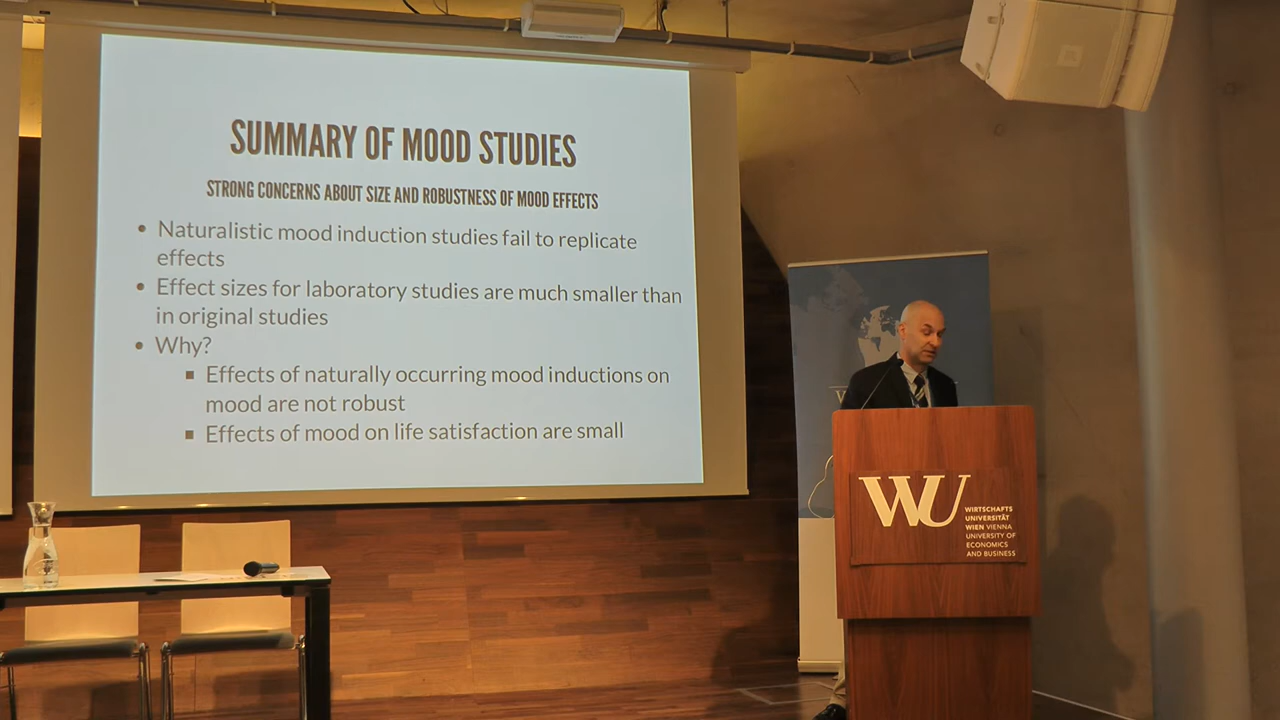 SUMMARY OF MOOD STUDIES
STRONG CONCERNS ABOUT SIZE AND ROBUSTNESS OF MOOD EFFECTS
• Naturalistic mood induction studies fail to replicate
effects
• Effect sizes for laboratory studies are much smaller than
in original studies
• Why?
▪ Effects of naturally occurring mood inductions on
mood are not robust
▪ Effects of mood on life satisfaction are small
WU
WIRTSCHAFTS
UNIVERSITÄT
WIEN VIENNA
UNIVERSITY OF
ECONOMICS
AND BUSINESS